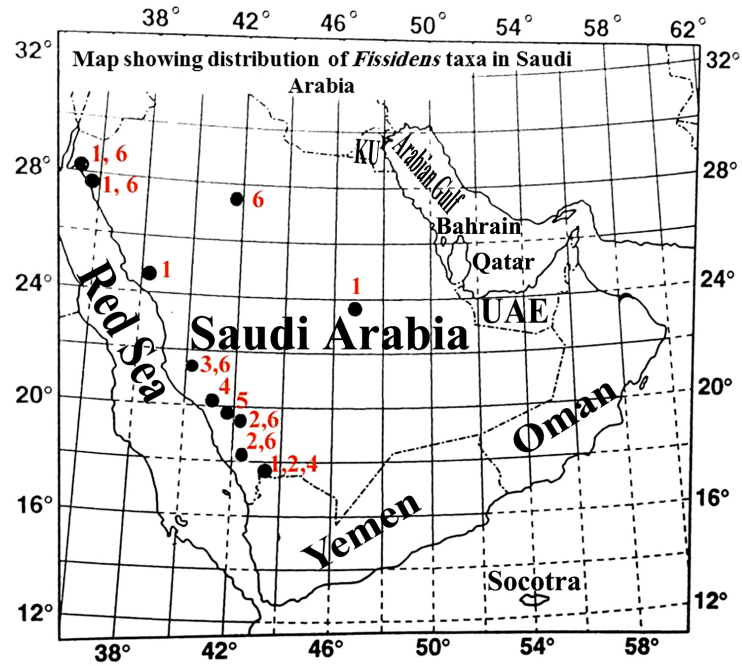 38° 42° 46° 50° 54° 58° 62°
32° 32°
Map showing distribution of Fissidens taxa in Saudi
Arabia
KU
Arabian Gulf
1, 6
28° 28°
1, 6
6
Bahrain
Qatar
1
24° 24°
1
UAE
Red Sea
Saudi Arabia
3,6
4
5
20° 20°
2,6
Oman
2,6
1,2,4
16° 16°
Yemen
Socotra
12° 12°
38° 42° 46° 50° 54° 58°